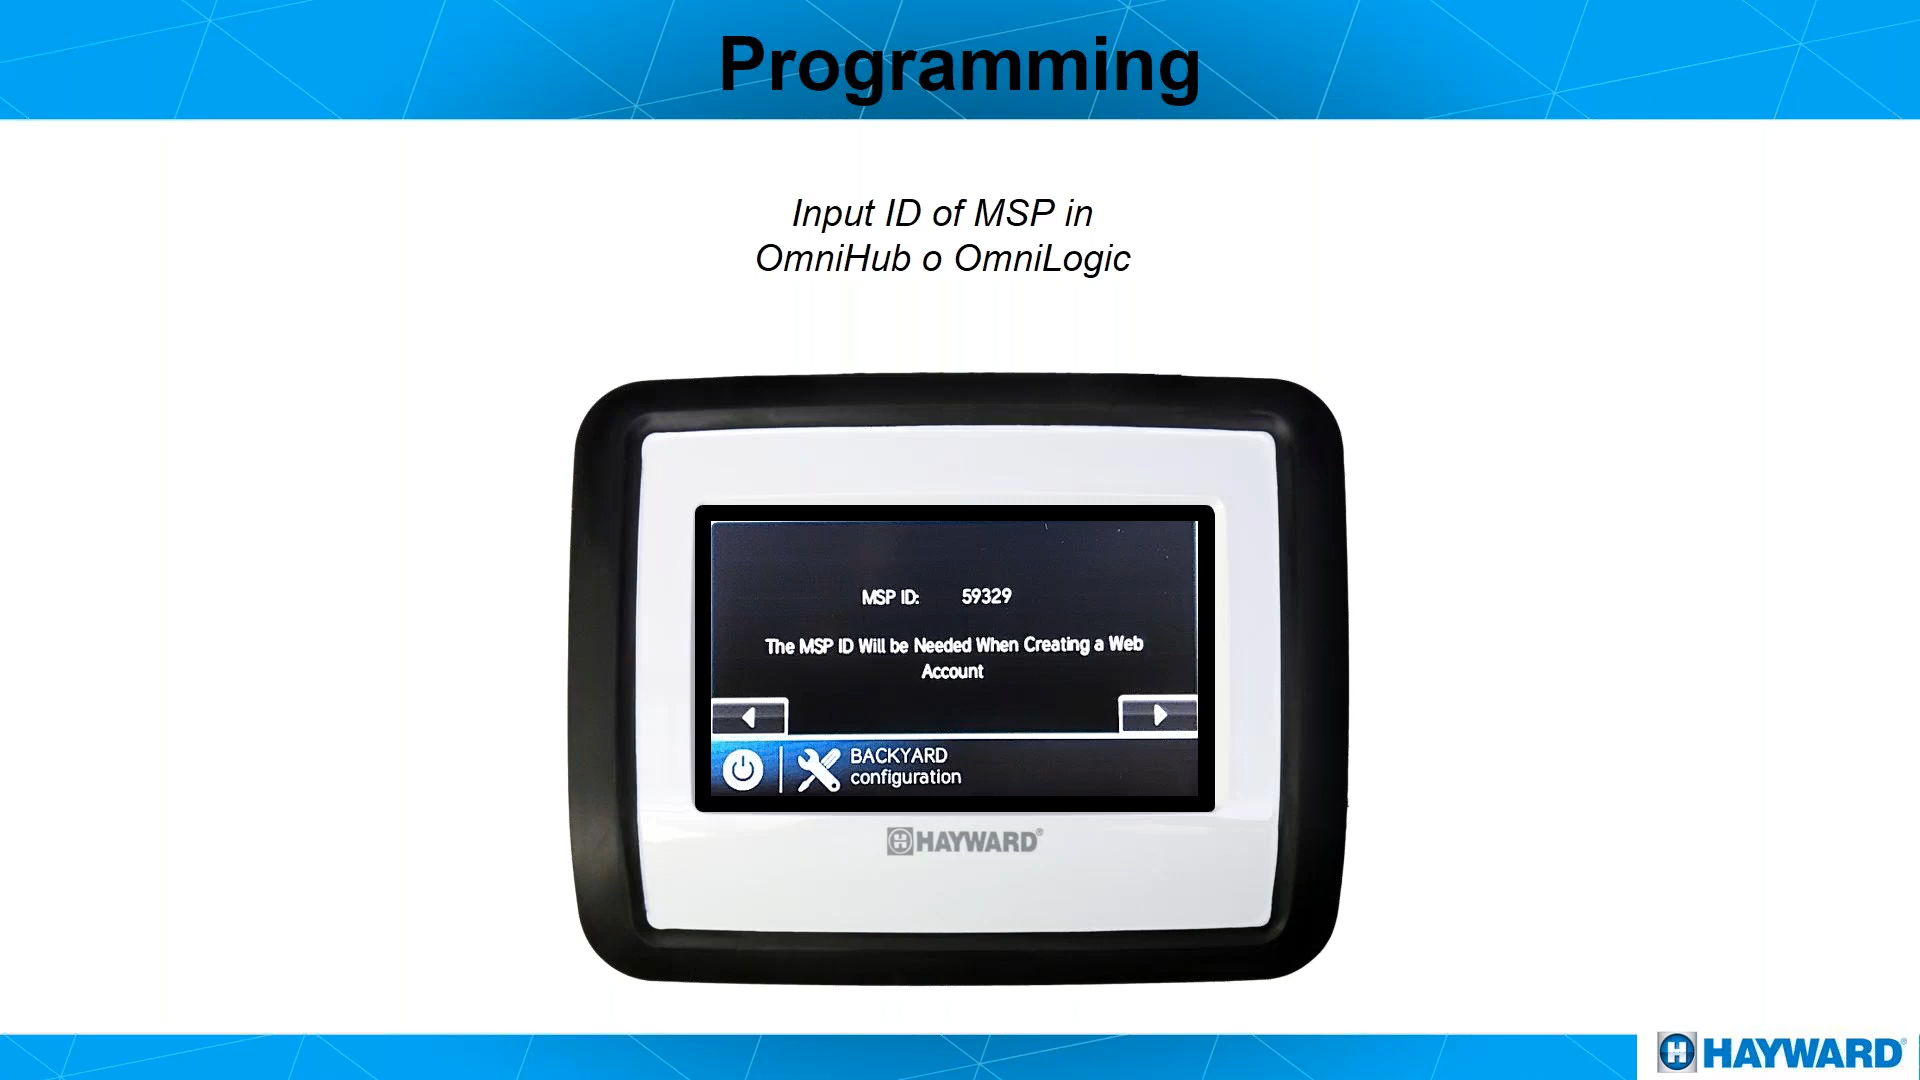 Programming
Input ID of MSP in
OmniHub o OmniLogic
MSP ID: 59329
The MSP ID Will be Needed When Creating a Web
Account
BACKYARD
configuration
HAYWARD®
HAYWARD®